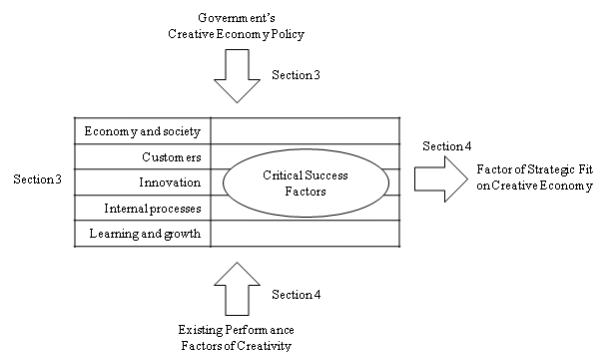 Government's
Creative Economy Policy
Section 3
Economy and society
Customers
Innovation
Internal processes
Learning and growth
Section 3
Critical Success
Factors
Section 4
Factor of Strategic Fit
on Creative Economy
Section 4
Existing Performance
Factors of Creativity